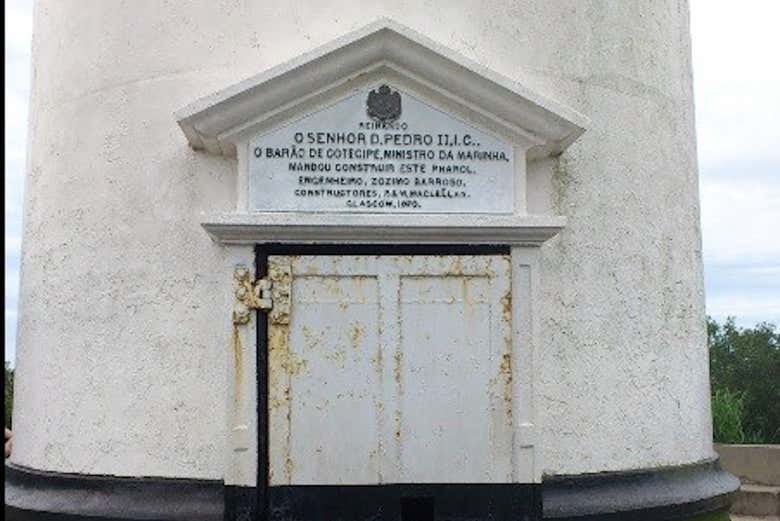 REINANDO
O SENHOR D. PEDRO II, I.C.,
O BARÃO DE COTEGIPE, MINISTRO DA MARINHA,
MANDOU CONSTRUIR ESTE PHAROL.
ENGENHEIRO, ZOZIMO BARROSO,
CONSTRUCTORES, P. & W. MACLELLAN.
GLASGOW, 1870.